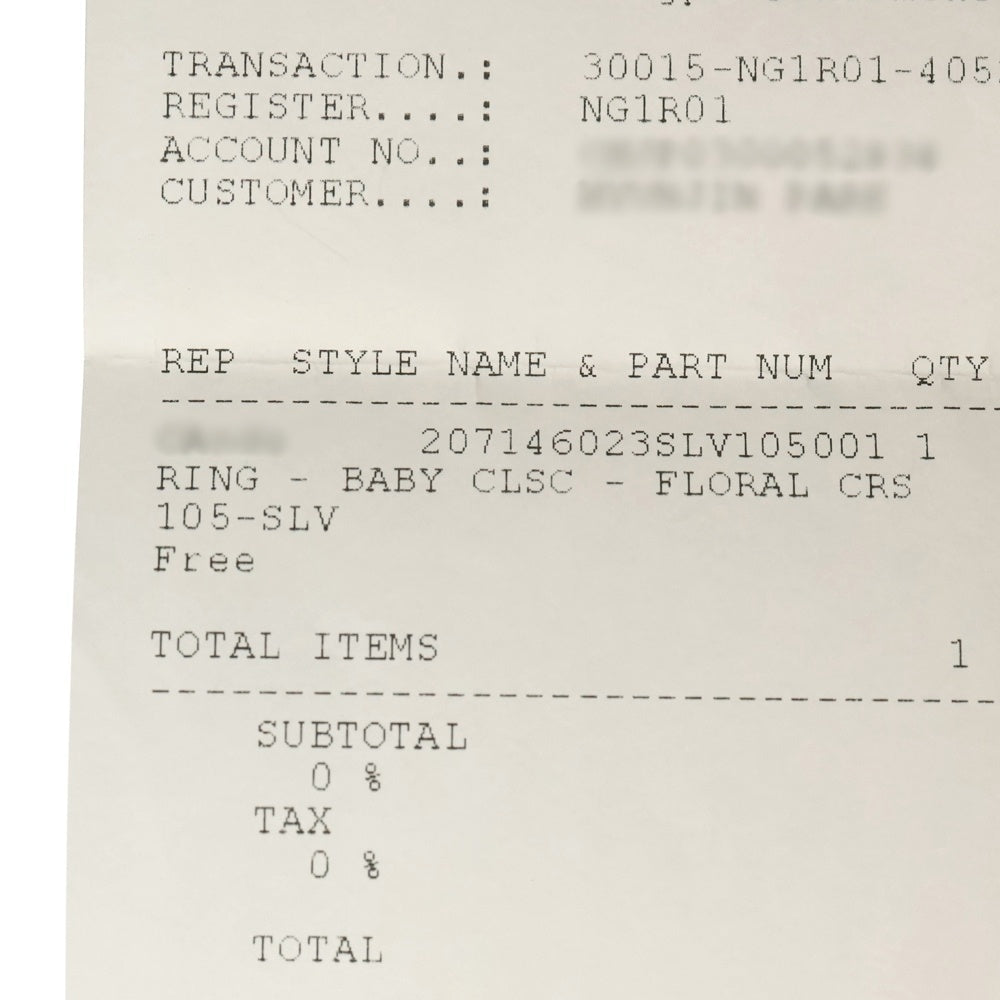 TRANSACTION.: 30015-NG1R01-405
REGISTER....: NG1R01
ACCOUNT NO..:
CUSTOMER....:
REP STYLE NAME & PART NUM QTY
--------------------------------------------
207146023SLV105001 1
RING - BABY CLSC - FLORAL CRS
105-SLV
Free
TOTAL ITEMS 1
--------------------------------------------
SUBTOTAL
0 %
TAX
0 %
TOTAL